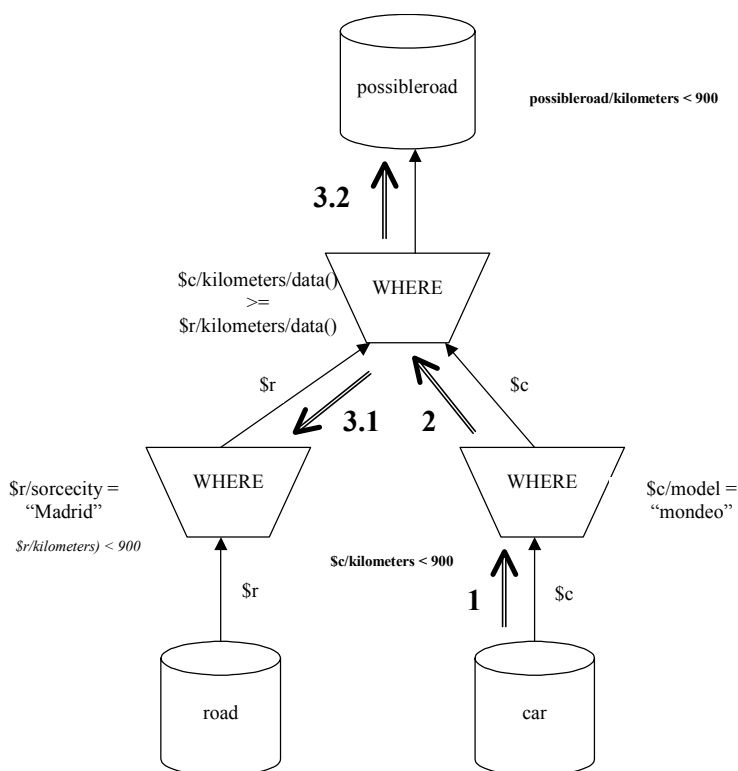 possibleroad
possibleroad/kilometers < 900
3.2
$c/kilometers/data()
>=
$r/kilometers/data()
WHERE
$r
$c
3.1
2
$r/sorcecity =
“Madrid”
$r/kilometers) < 900
WHERE
WHERE
$c/model =
“mondeo”
$c/kilometers < 900
$r
1
$c
road
car